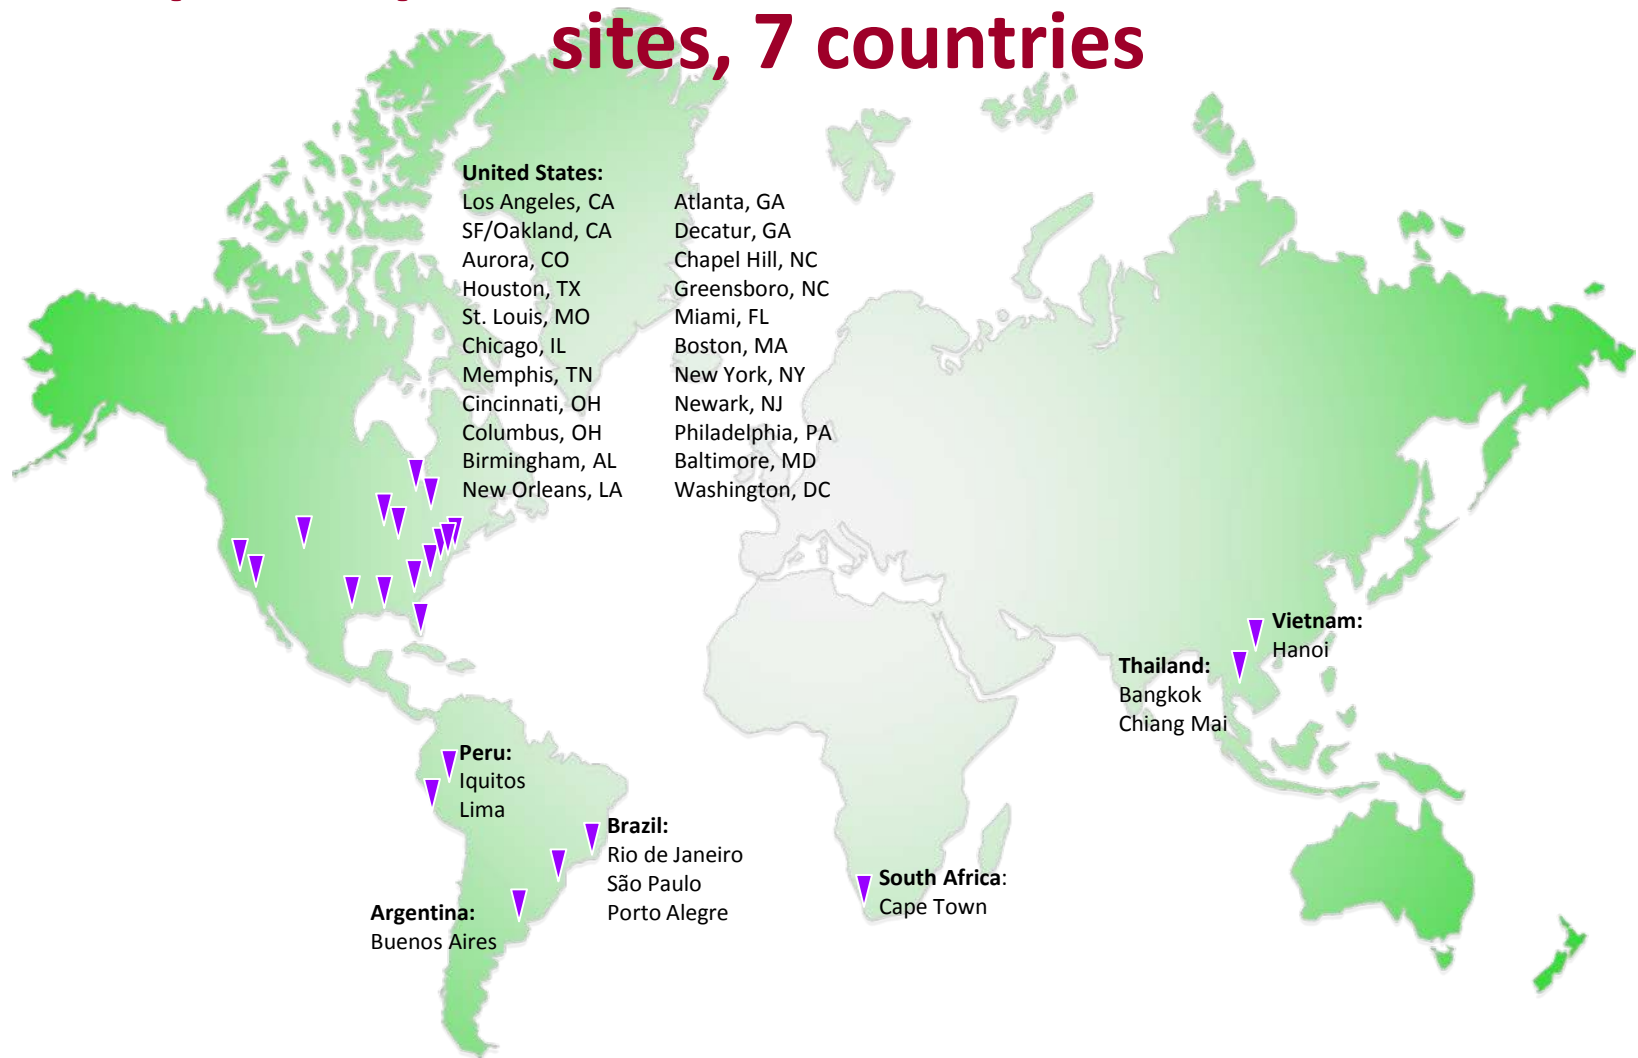 sites, 7 countries
United States:
Los Angeles, CA
SF/Oakland, CA
Aurora, CO
Houston, TX
St. Louis, MO
Chicago, IL
Memphis, TN
Cincinnati, OH
Columbus, OH
Birmingham, AL
New Orleans, LA
Atlanta, GA
Decatur, GA
Chapel Hill, NC
Greensboro, NC
Miami, FL
Boston, MA
New York, NY
Newark, NJ
Philadelphia, PA
Baltimore, MD
Washington, DC
Vietnam:
Hanoi
Thailand:
Bangkok
Chiang Mai
Peru:
Iquitos
Lima
Brazil:
Rio de Janeiro
São Paulo
Porto Alegre
South Africa:
Cape Town
Argentina:
Buenos Aires